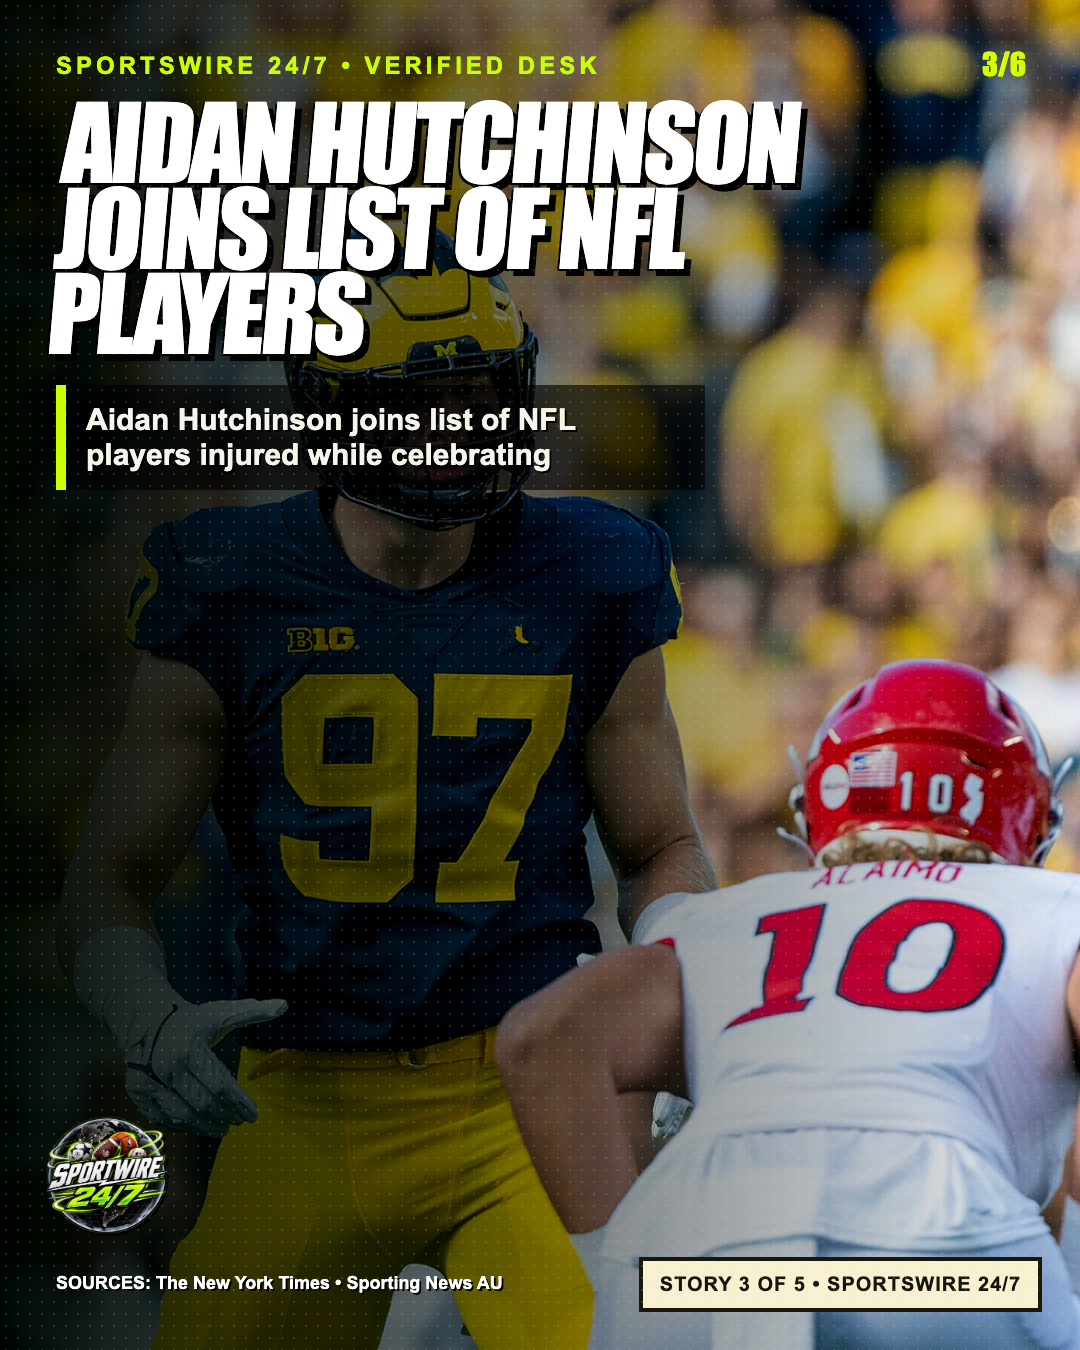 SPORTSWIRE 24/7 • VERIFIED DESK
3/6
AIDAN HUTCHINSON
JOINS LIST OF NFL
PLAYERS
Aidan Hutchinson joins list of NFL
players injured while celebrating
M
B1G.
97
10
ALAIMO
10
SPORTWIRE
24/7
SOURCES: The New York Times • Sporting News AU
STORY 3 OF 5 • SPORTSWIRE 24/7